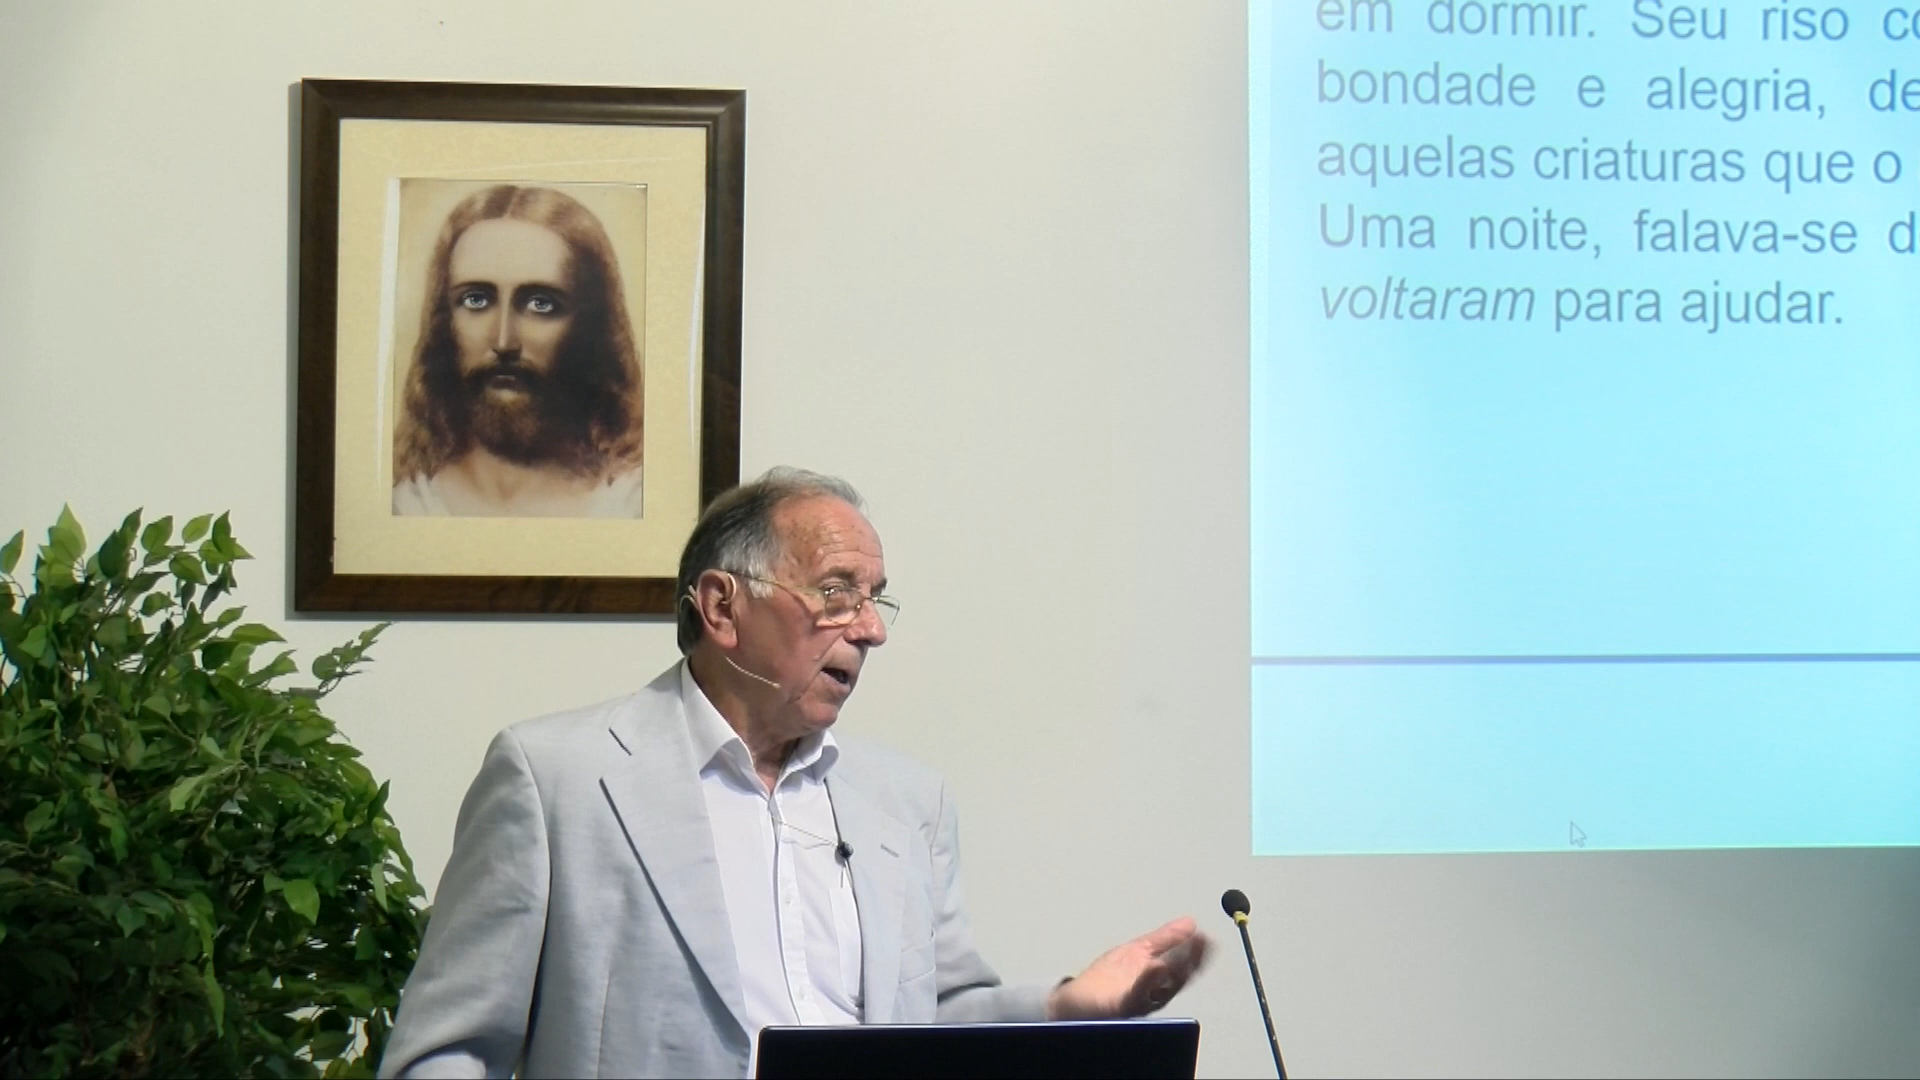 em dormir. Seu riso
bondade e alegria,
aquelas criaturas que o
Uma noite, falava-se
voltaram para ajudar.